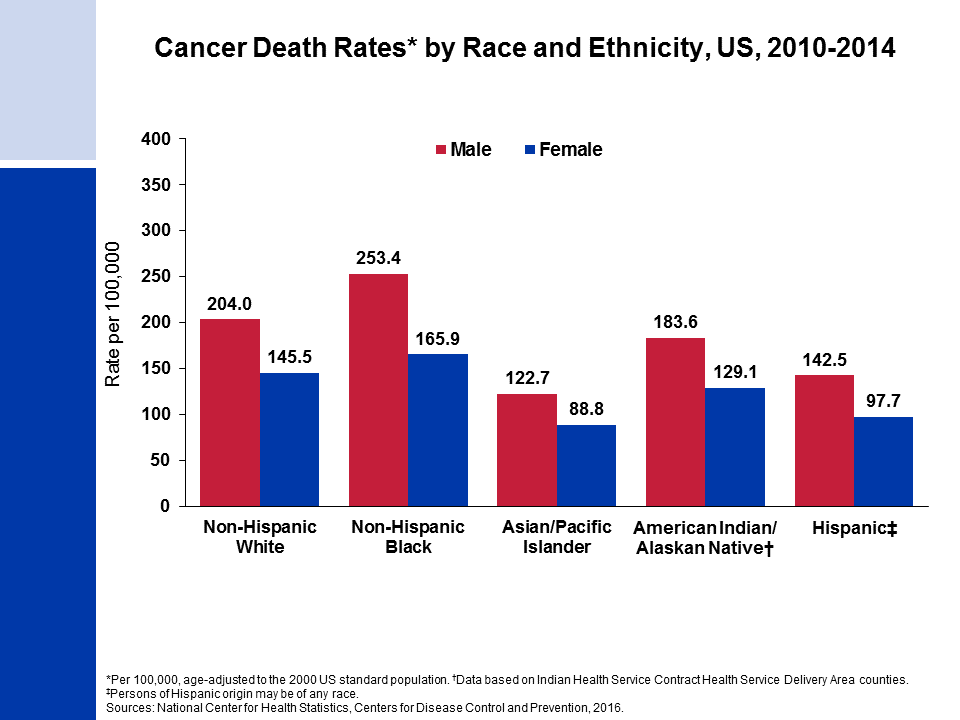 Cancer Death Rates* by Race and Ethnicity, US, 2010-2014
Male Female
Rate per 100,000
400
350
300
250
200
150
100
50
0
204.0
145.5
253.4
165.9
122.7
88.8
183.6
129.1
142.5
97.7
Non-Hispanic
White
Non-Hispanic
Black
Asian/Pacific
Islander
American Indian/
Alaskan Native†
Hispanic‡
*Per 100,000, age-adjusted to the 2000 US standard population. †Data based on Indian Health Service Contract Health Service Delivery Area counties.
‡Persons of Hispanic origin may be of any race.
Sources: National Center for Health Statistics, Centers for Disease Control and Prevention, 2016.